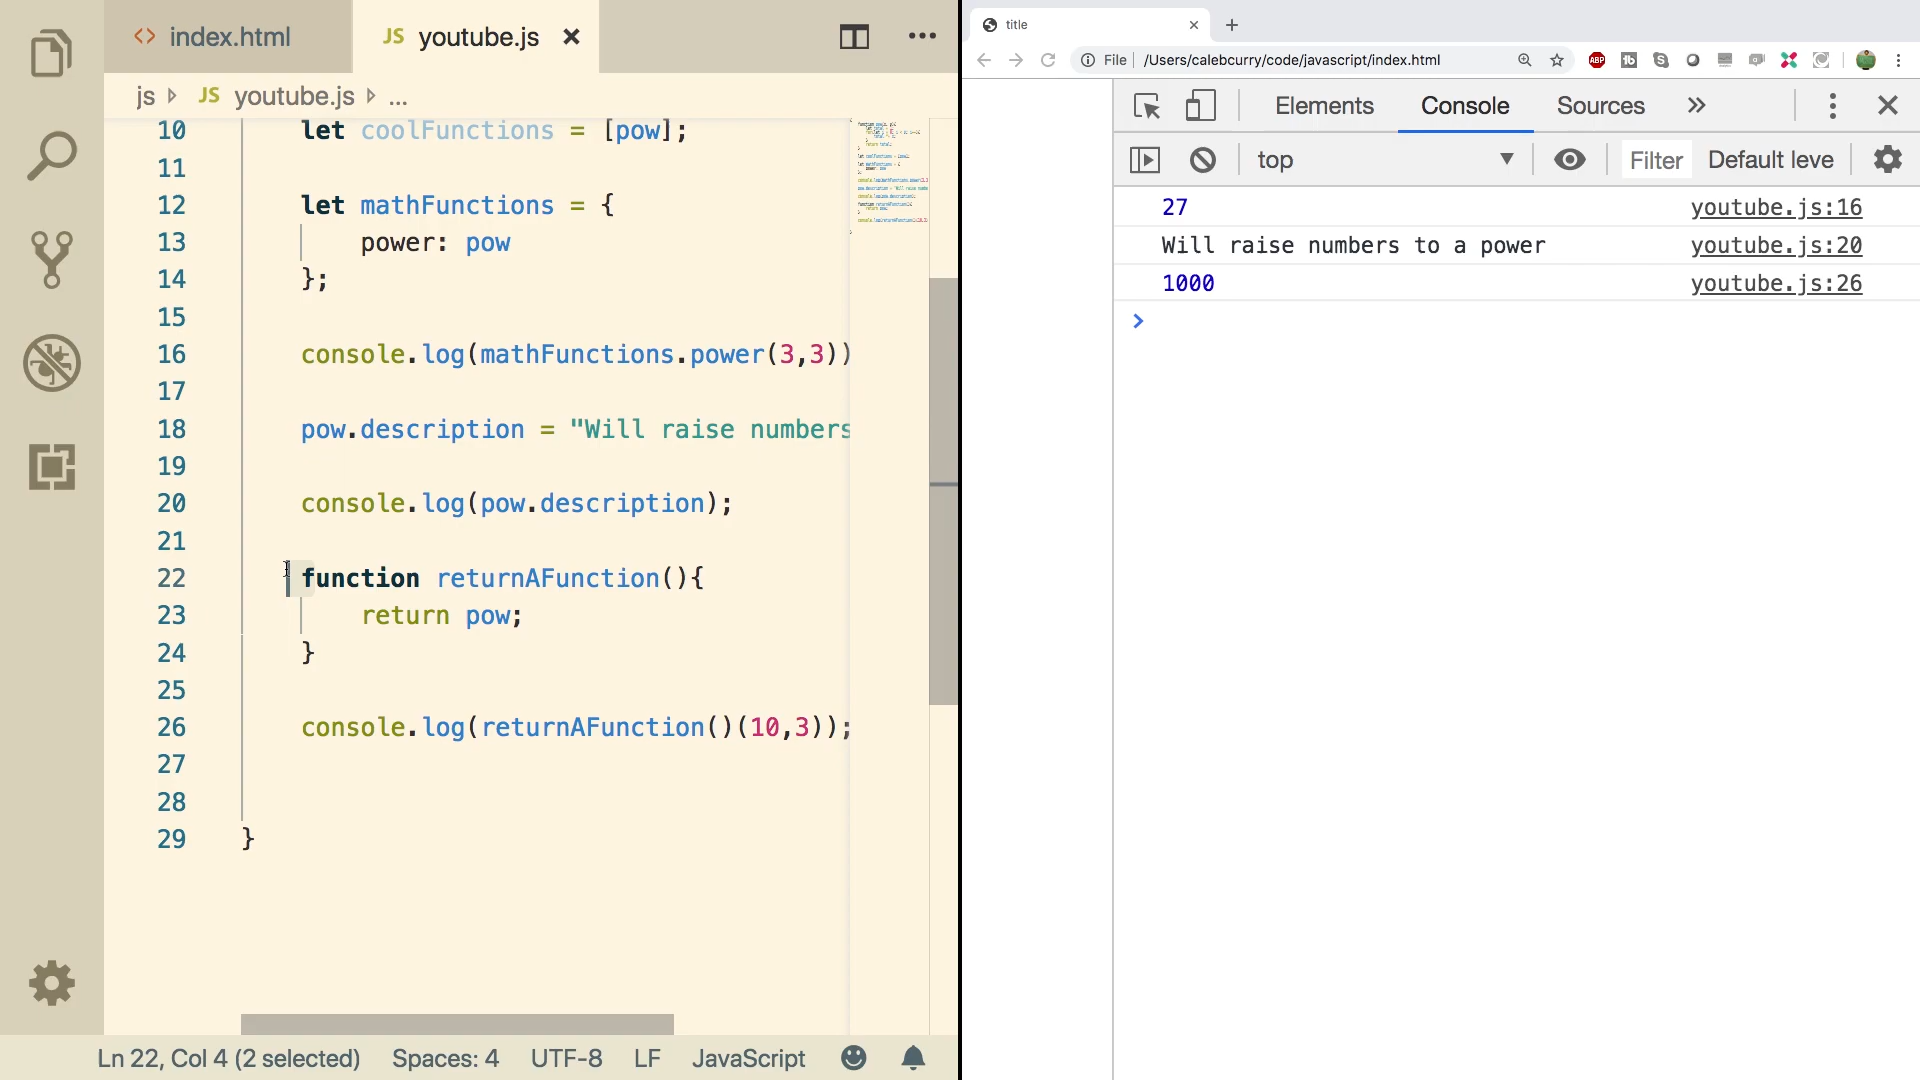 index.html
JS youtube.js
js JS youtube.js ...
10 let coolFunctions = [pow];
11
12 let mathFunctions = {
13 power: pow
14 };
15
16 console.log(mathFunctions.power(3,3))
17
18 pow.description = "Will raise numbers
19
20 console.log(pow.description);
21
22 function returnAFunction(){
23 return pow;
24 }
25
26 console.log(returnAFunction()(10,3));
27
28
29 }
Ln 22, Col 4 (2 selected) Spaces: 4 UTF-8 LF JavaScript
title
File /Users/calebcurry/code/javascript/index.html ABP
Elements Console Sources »
top Filter Default leve
27 youtube.js:16
Will raise numbers to a power youtube.js:20
1000 youtube.js:26